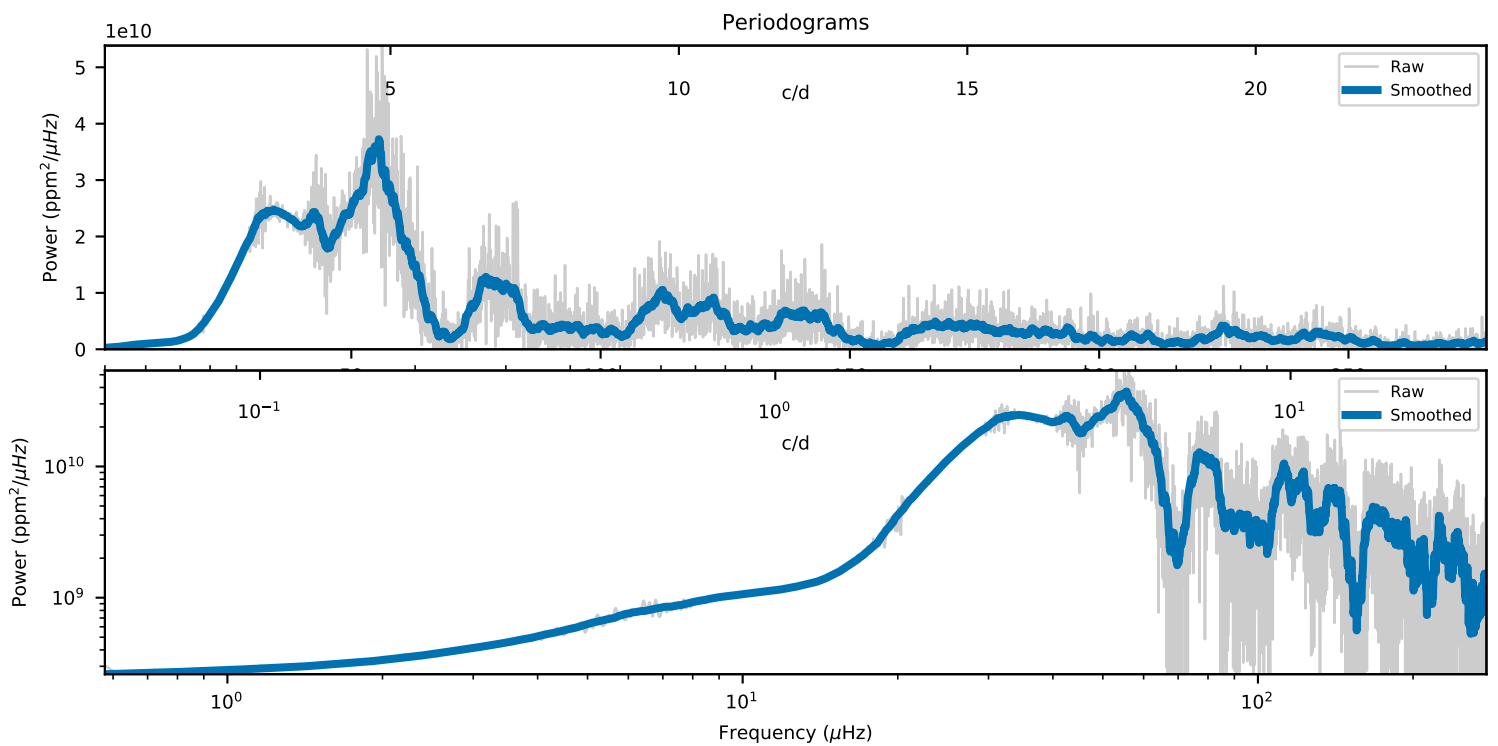 Periodograms
1e10
5
4
3
2
1
0
Power (ppm²/μHz)
5
10
15
20
c/d
Raw
Smoothed
10⁻¹
10⁰
10¹
c/d
Raw
Smoothed
10¹⁰
10⁹
Power (ppm²/μHz)
10⁰
10¹
10²
Frequency (μHz)